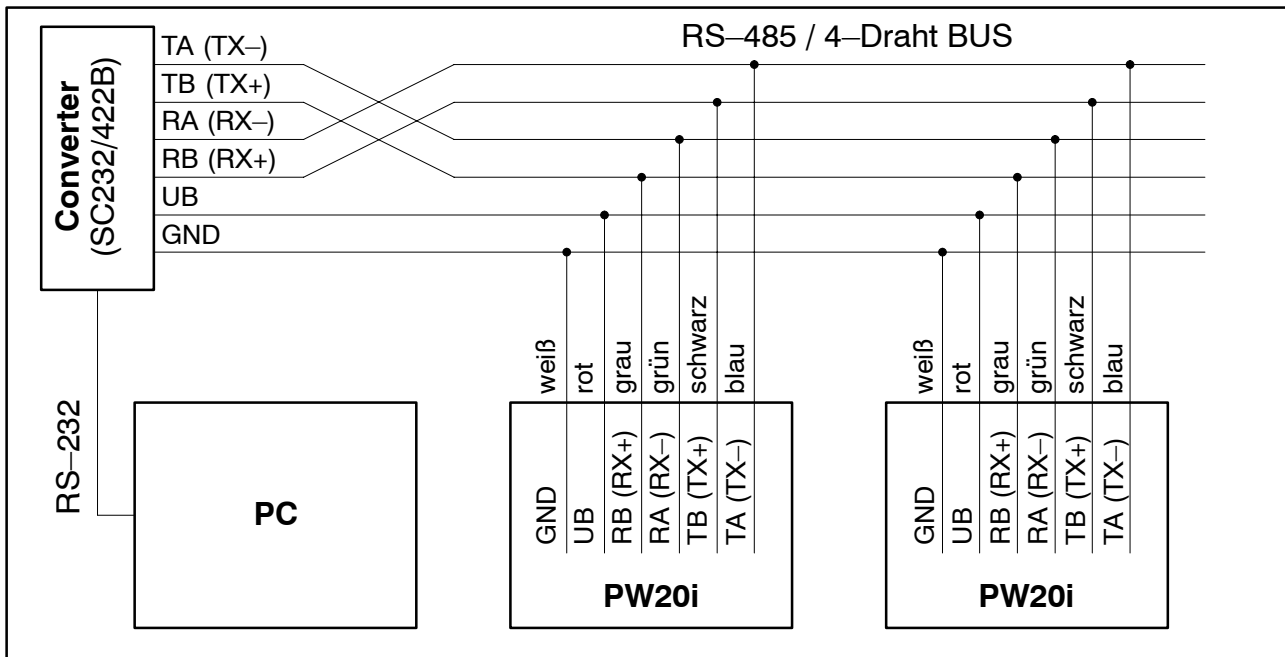 RS–485 / 4–Draht BUS
Converter
(SC232/422B)
TA (TX–)
TB (TX+)
RA (RX–)
RB (RX+)
UB
GND
RS–232
PC
weiß
rot
grau
grün
schwarz
blau
GND
UB
RB (RX+)
RA (RX–)
TB (TX+)
TA (TX–)
PW20i
weiß
rot
grau
grün
schwarz
blau
GND
UB
RB (RX+)
RA (RX–)
TB (TX+)
TA (TX–)
PW20i